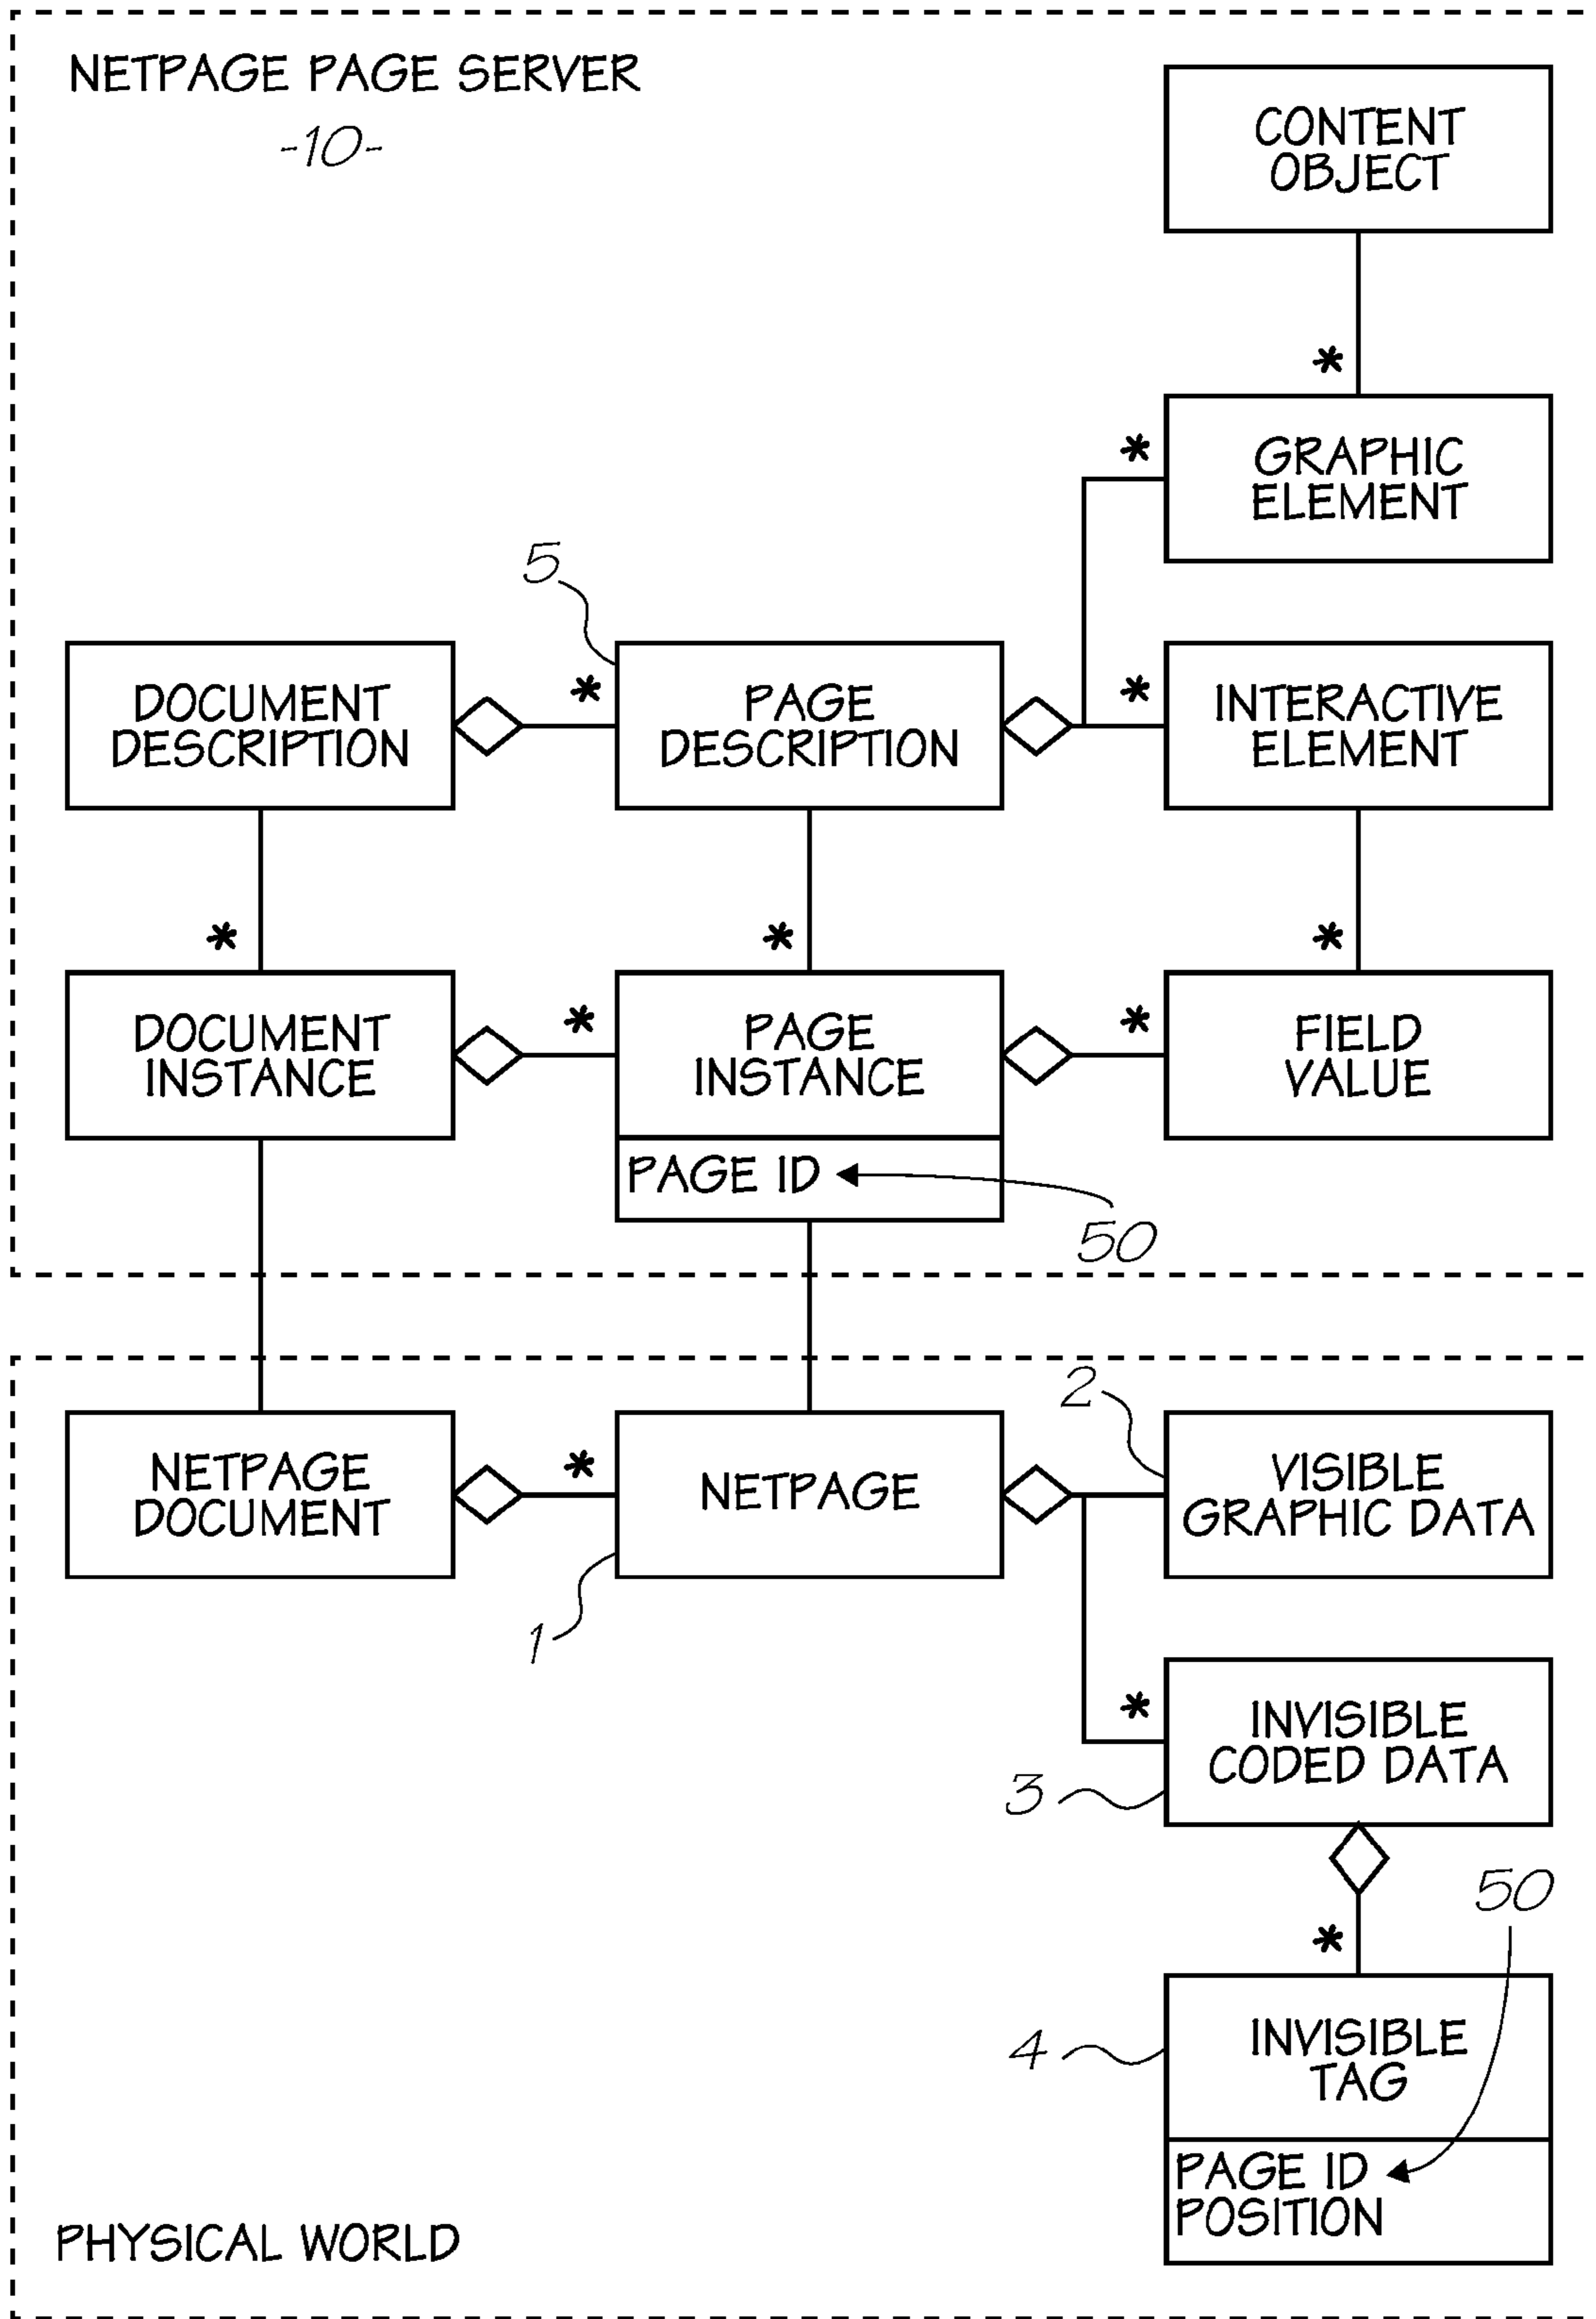 NETPAGE PAGE SERVER
-10-
CONTENT
OBJECT
*
*
GRAPHIC
ELEMENT
5
DOCUMENT
DESCRIPTION
*
PAGE
DESCRIPTION
*
INTERACTIVE
ELEMENT
*
*
*
DOCUMENT
INSTANCE
*
PAGE
INSTANCE
*
FIELD
VALUE
PAGE ID
50
2
NETPAGE
DOCUMENT
*
NETPAGE
VISIBLE
GRAPHIC DATA
1
*
INVISIBLE
CODED DATA
3
50
*
4
INVISIBLE
TAG
PAGE ID
POSITION
PHYSICAL WORLD